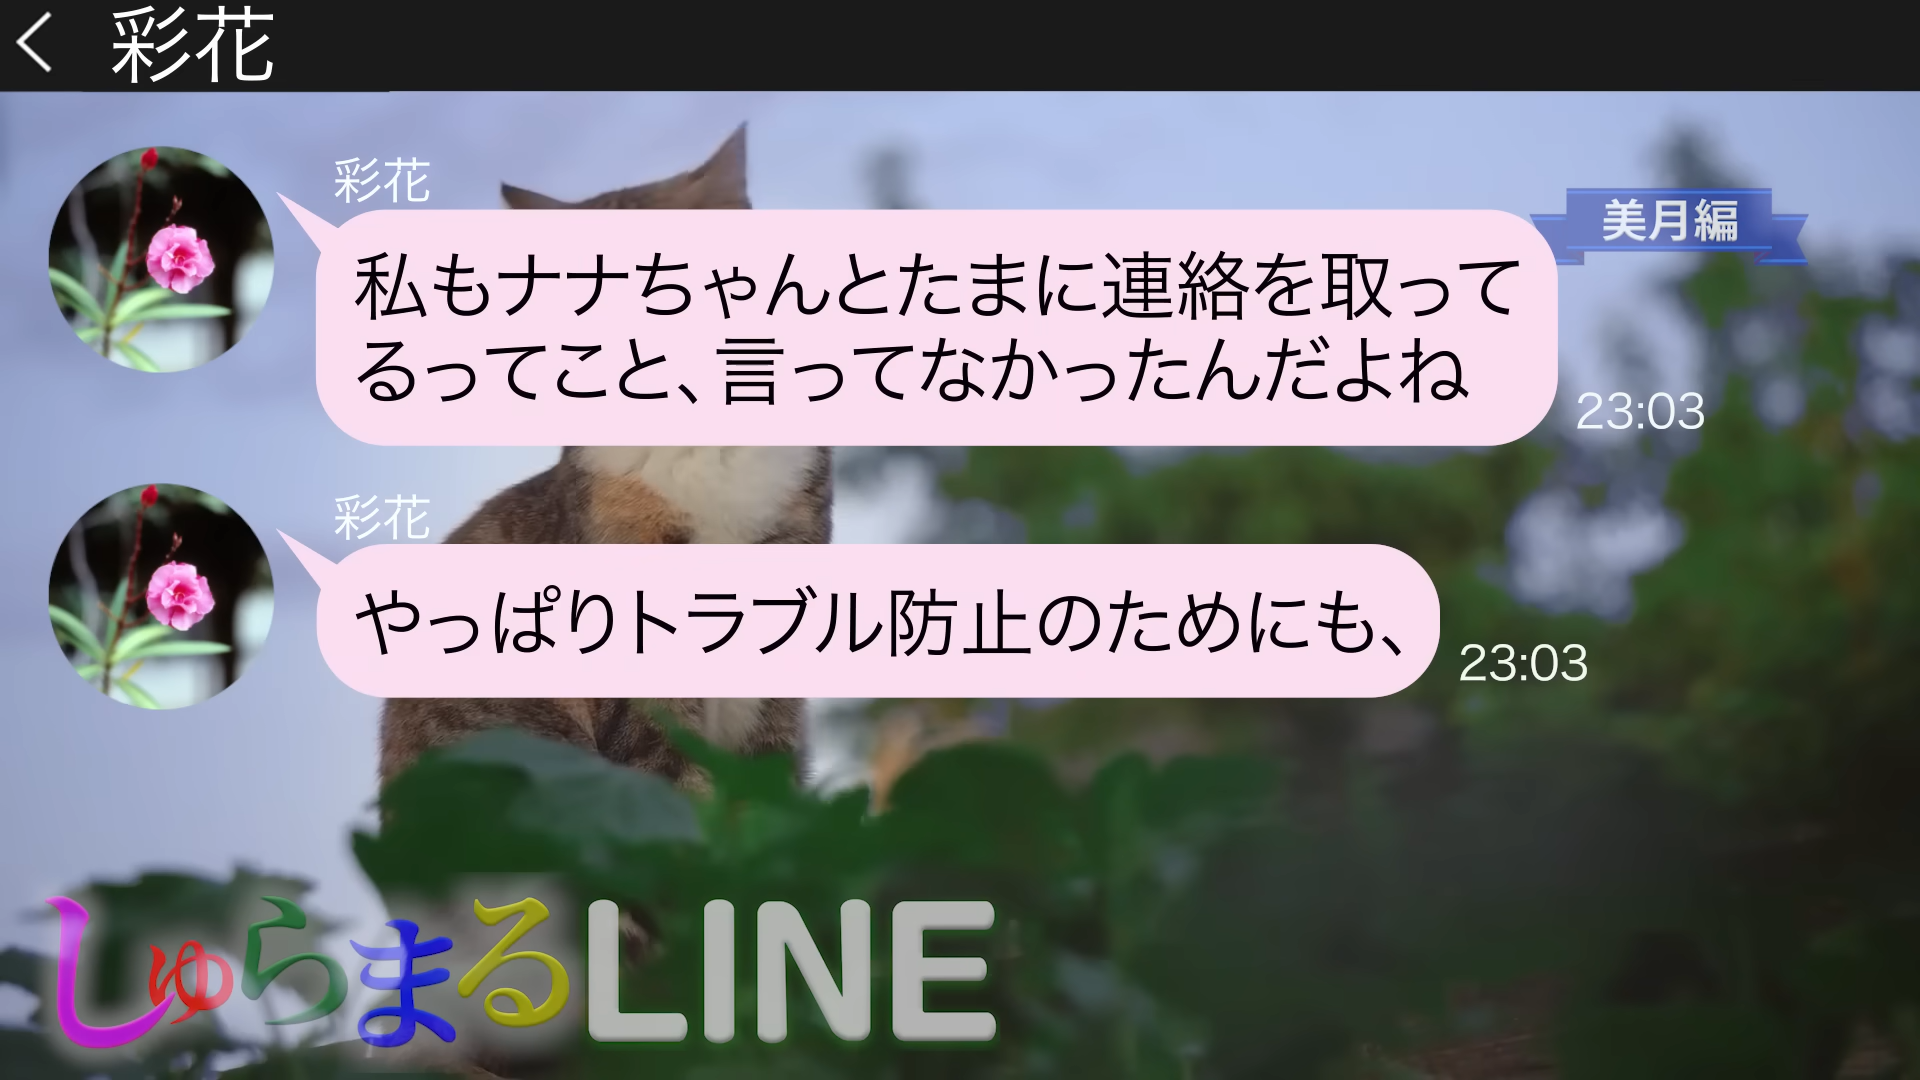 彩花
彩花
美月編
私もナナちゃんとたまに連絡を取って
るってこと、言ってなかったんだよね
23:03
彩花
やっぱりトラブル防止のためにも、
23:03
しゅらまるLINE